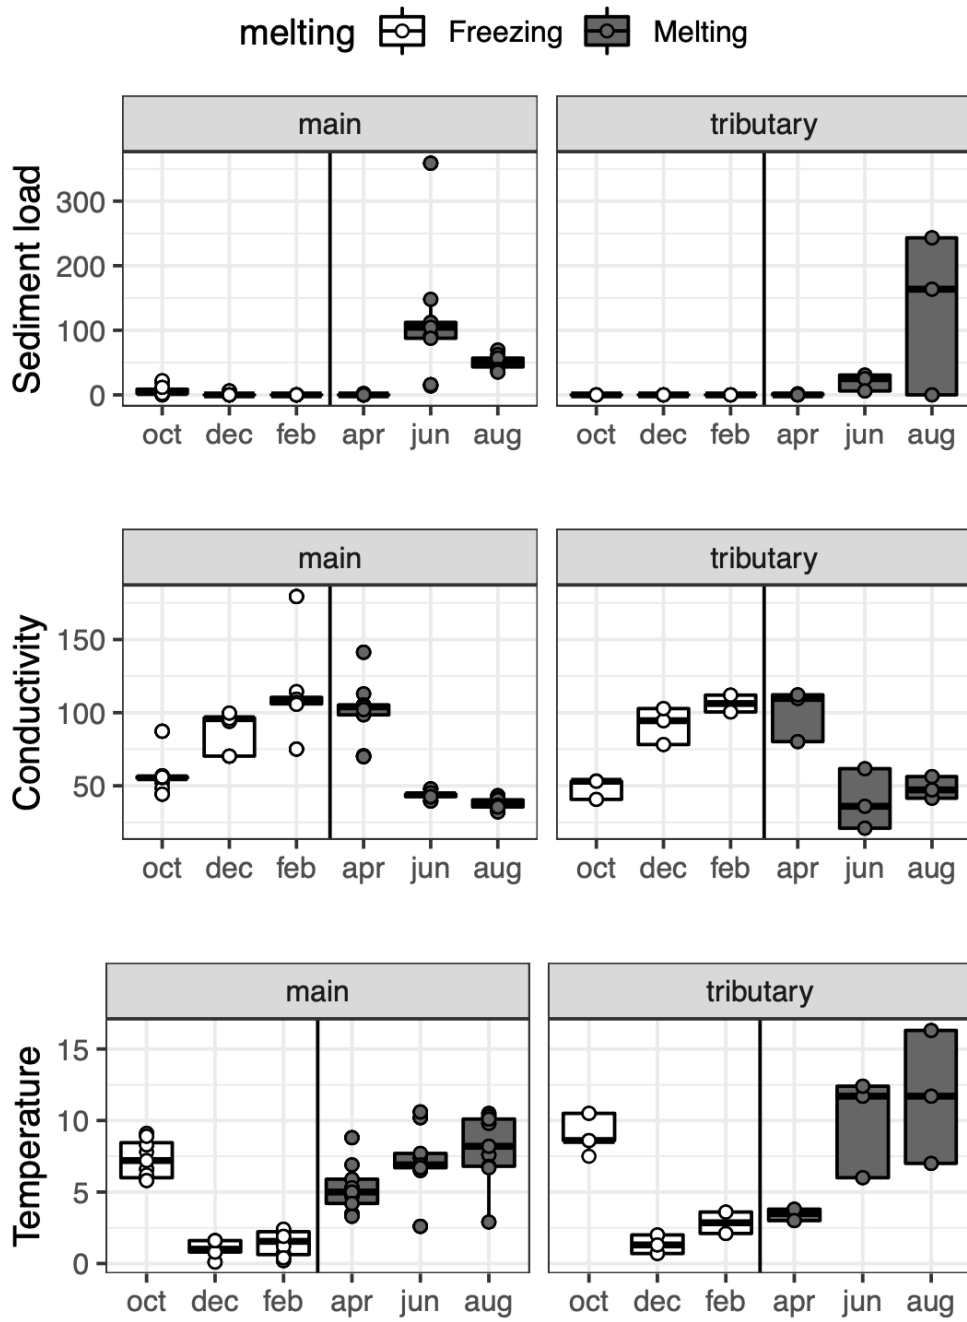 melting Freezing Melting
main tributary
Sediment load
300
200
100
0
oct dec feb apr jun aug oct dec feb apr jun aug
main tributary
Conductivity
150
100
50
oct dec feb apr jun aug oct dec feb apr jun aug
main tributary
Temperature
15
10
5
0
oct dec feb apr jun aug oct dec feb apr jun aug